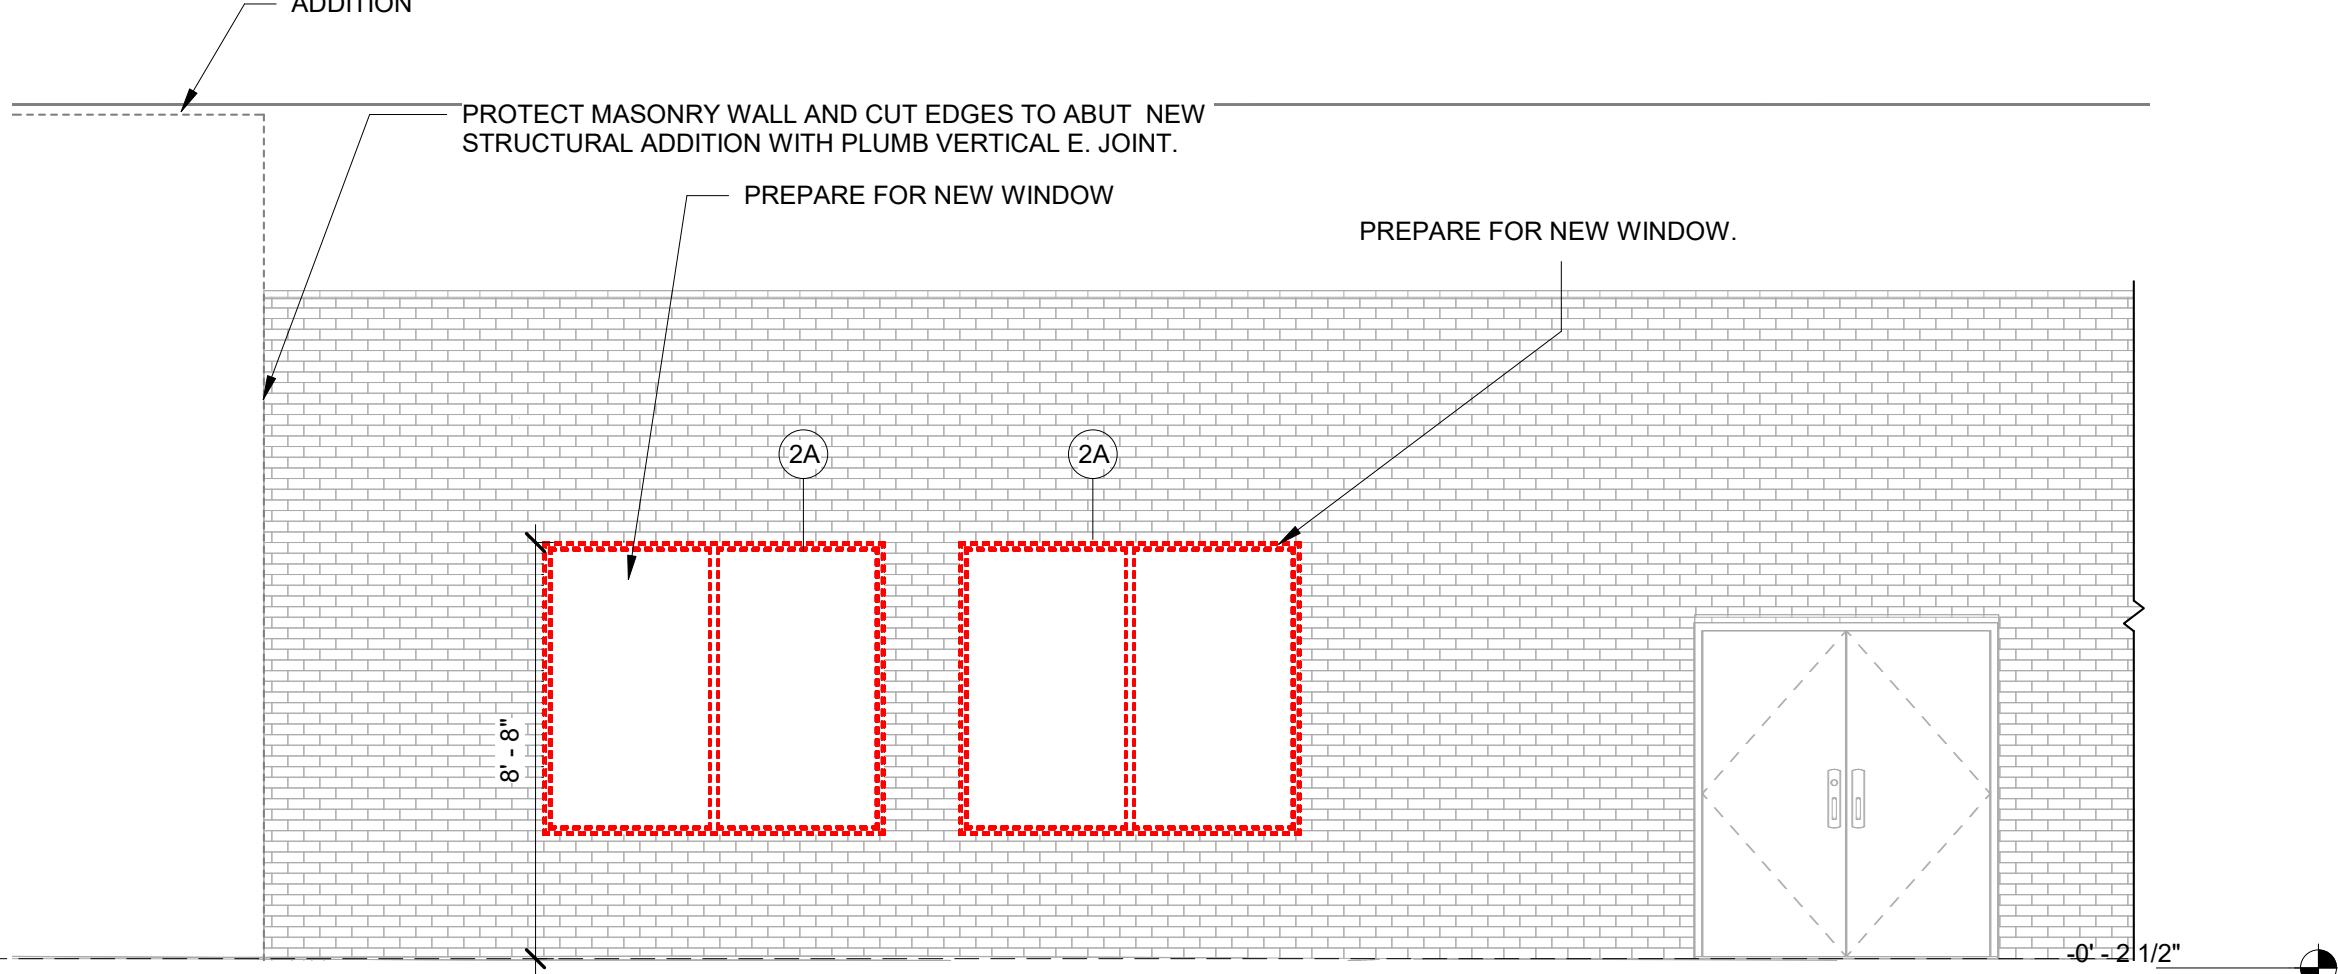 ADDITION
PROTECT MASONRY WALL AND CUT EDGES TO ABUT NEW
STRUCTURAL ADDITION WITH PLUMB VERTICAL E. JOINT.
PREPARE FOR NEW WINDOW
PREPARE FOR NEW WINDOW.
2A
2A
8' - 8"
-0' - 2 1/2"